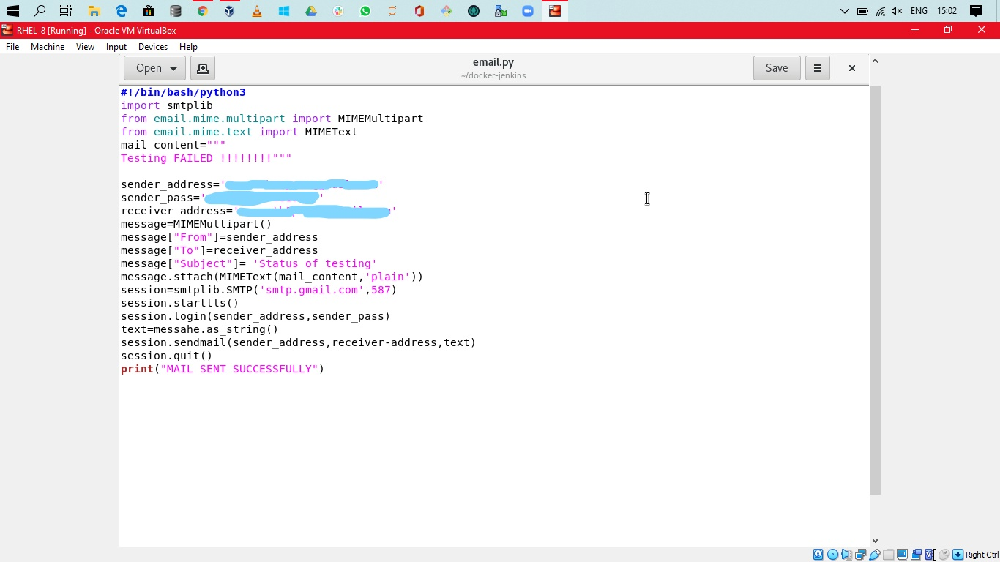 ENG 15:02
RHEL-8 [Running] - Oracle VM VirtualBox
File Machine View Input Devices Help
Open
email.py
~/docker-jenkins
Save
#!/bin/bash/python3
import smtplib
from email.mime.multipart import MIMEMultipart
from email.mime.text import MIMEText
mail_content="""
Testing FAILED !!!!!!!!"""
sender_address=' '
sender_pass=' '
receiver_address=' '
message=MIMEMultipart()
message["From"]=sender_address
message["To"]=receiver_address
message["Subject"]= 'Status of testing'
message.sttach(MIMEText(mail_content,'plain'))
session=smtplib.SMTP('smtp.gmail.com',587)
session.starttls()
session.login(sender_address,sender_pass)
text=messahe.as_string()
session.sendmail(sender_address,receiver-address,text)
session.quit()
print("MAIL SENT SUCCESSFULLY")
Right Ctrl